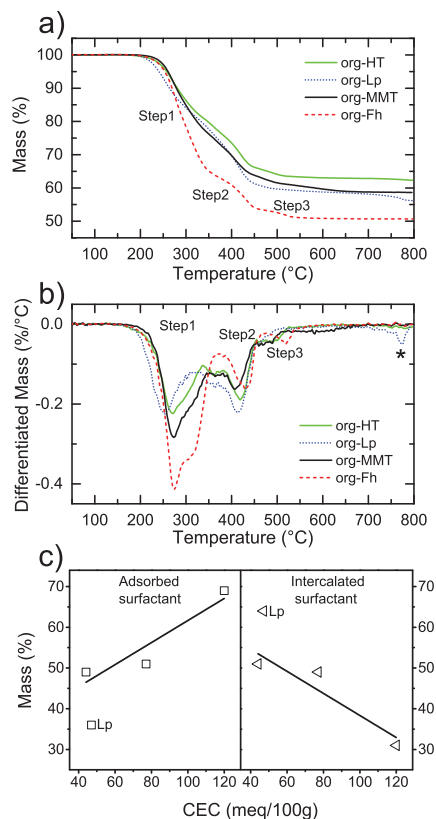 a)
100
90
80
70
60
50
Mass (%)
org-HT
org-Lp
org-MMT
org-Fh
Step1
Step2
Step3
100 200 300 400 500 600 700 800
Temperature (°C)
b)
0.0
-0.2
-0.4
Differentiated Mass (%/°C)
Step1
Step2
Step3
*
org-HT
org-Lp
org-MMT
org-Fh
100 200 300 400 500 600 700 800
Temperature (°C)
c)
Adsorbed surfactant
Intercalated surfactant
70
60
50
40
30
Mass (%)
Lp
Lp
70
60
50
40
30
40 60 80 100 120 40 60 80 100 120
CEC (meq/100g)